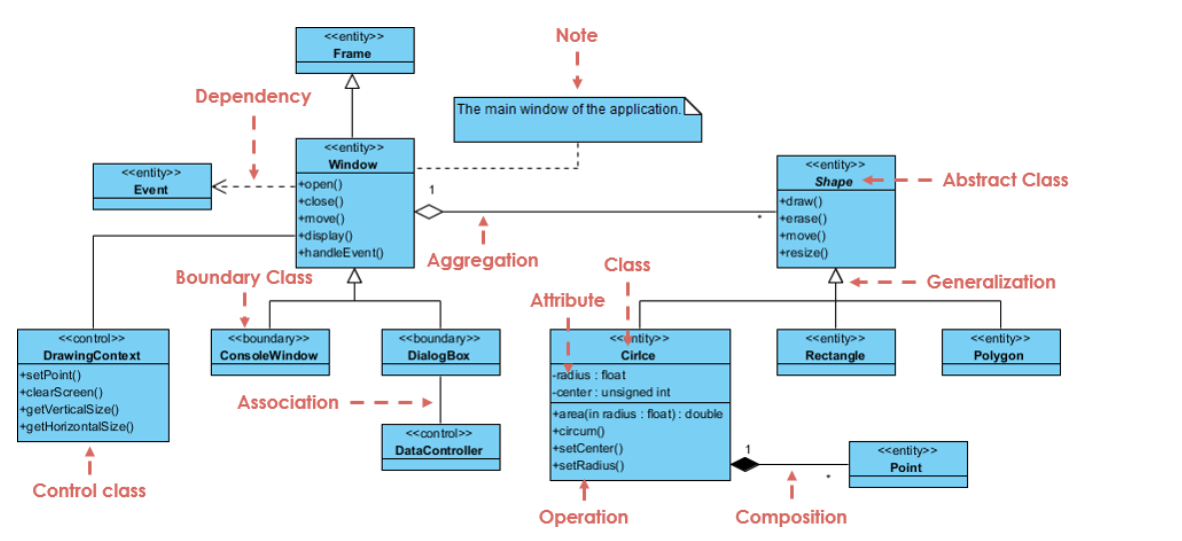 <<entity>>
Frame
Note
Dependency
The main window of the application.
<<entity>>
Window
+open()
+close()
+move()
+display()
+handleEvent()
<<entity>>
Event
1
*
Aggregation
<<entity>>
Shape
+draw()
+erase()
+move()
+resize()
Abstract Class
Boundary Class
Class
Attribute
Generalization
<<control>>
DrawingContext
+setPoint()
+clearScreen()
+getVerticalSize()
+getHorizontalSize()
<<boundary>>
ConsoleWindow
<<boundary>>
DialogBox
<<entity>>
Cirlce
-radius : float
-center : unsigned int
+area(in radius : float) : double
+circum()
+setCenter()
+setRadius()
<<entity>>
Rectangle
<<entity>>
Polygon
Association
<<control>>
DataController
1
*
<<entity>>
Point
Control class
Operation
Composition